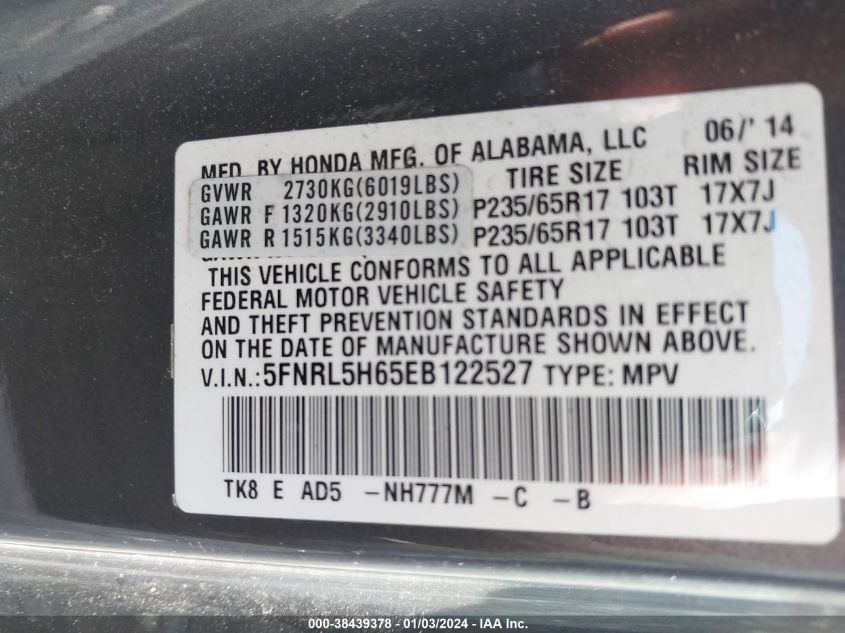 MFD. BY HONDA MFG. OF ALABAMA, LLC 06/' 14
GVWR 2730KG(6019LBS) TIRE SIZE RIM SIZE
GAWR F 1320KG(2910LBS) P235/65R17 103T 17X7J
GAWR R 1515KG(3340LBS) P235/65R17 103T 17X7J
THIS VEHICLE CONFORMS TO ALL APPLICABLE
FEDERAL MOTOR VEHICLE SAFETY
AND THEFT PREVENTION STANDARDS IN EFFECT
ON THE DATE OF MANUFACTURE SHOWN ABOVE.
V.I.N.:5FNRL5H65EB122527 TYPE: MPV
TK8 E AD5 -NH777M -C -B
000-38439378 - 01/03/2024 - IAAI.com